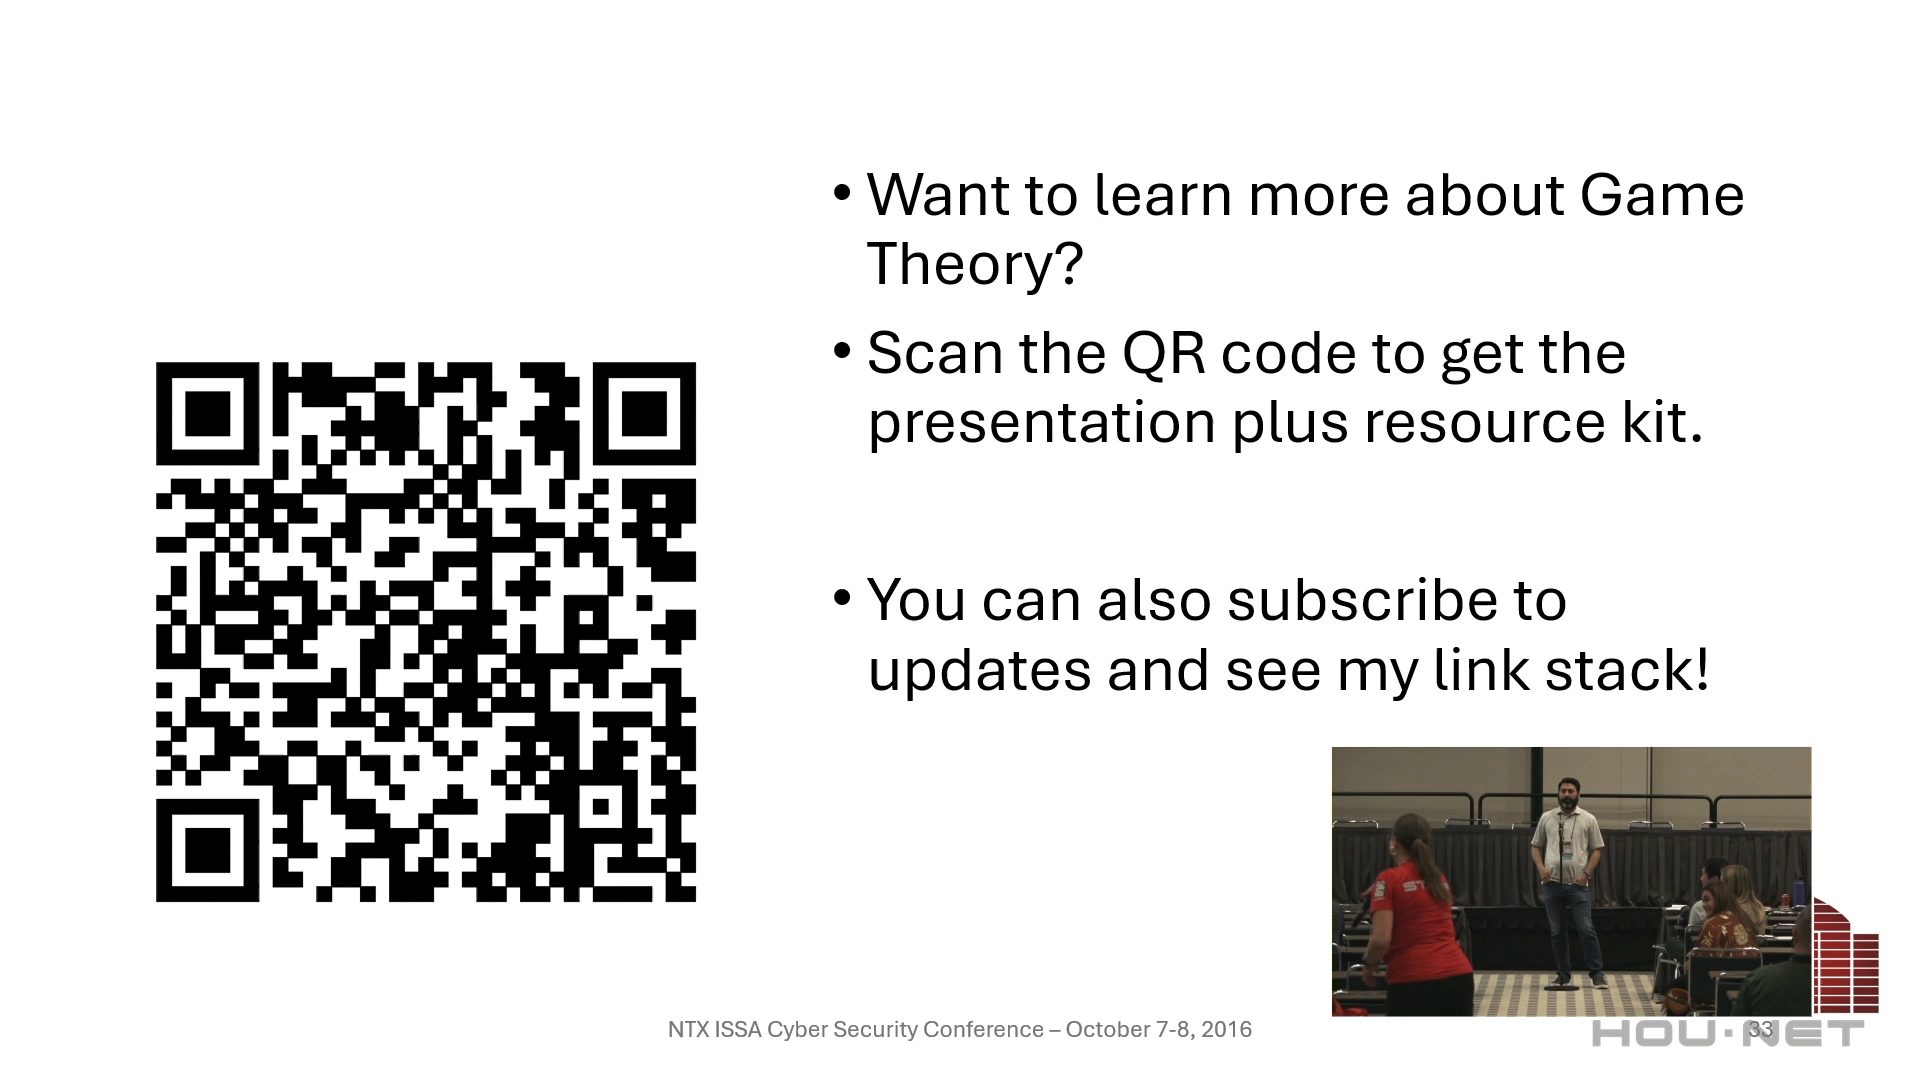 • Want to learn more about Game
Theory?
• Scan the QR code to get the
presentation plus resource kit.
• You can also subscribe to
updates and see my link stack!
NTX ISSA Cyber Security Conference – October 7-8, 2016
33
HOU·NET